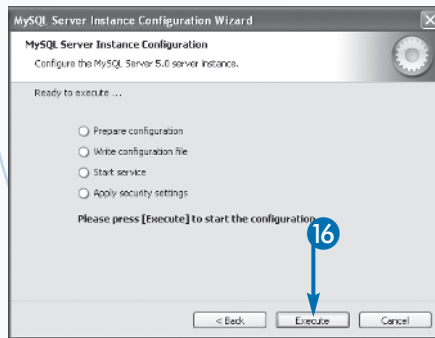 MySQL Server Instance Configuration Wizard
MySQL Server Instance Configuration
Configure the MySQL Server 5.0 server instance.
Ready to execute ...
Prepare configuration
Write configuration file
Start service
Apply security settings
Please press [Execute] to start the configuration
16
< Back
Execute
Cancel